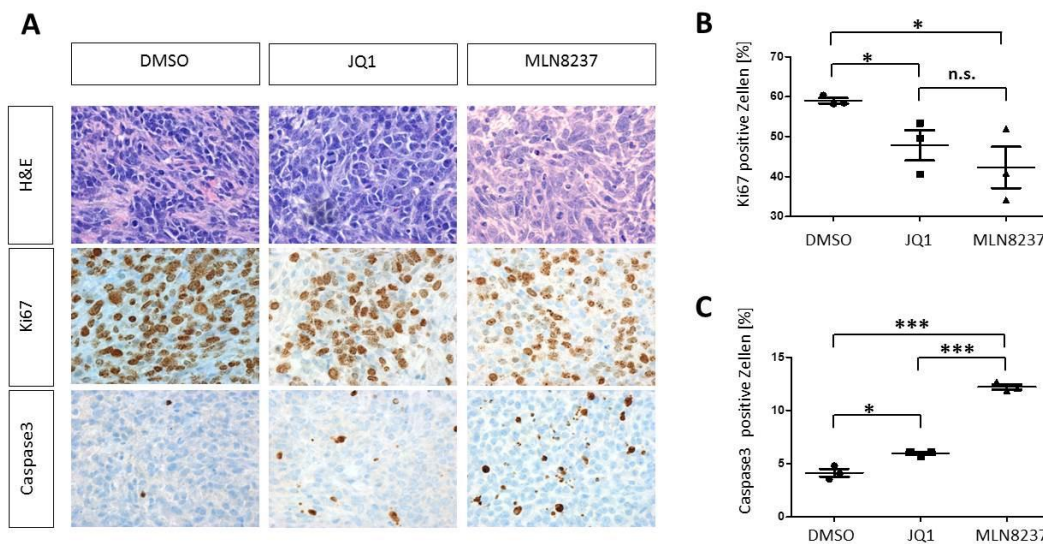 A
DMSO
JQ1
MLN8237
H&E
Ki67
Caspase3
B
Ki67 positive Zellen [%]
60
50
40
30
*
*
n.s.
DMSO
JQ1
MLN8237
C
Caspase3 positive Zellen [%]
15
10
5
0
***
***
*
DMSO
JQ1
MLN8237